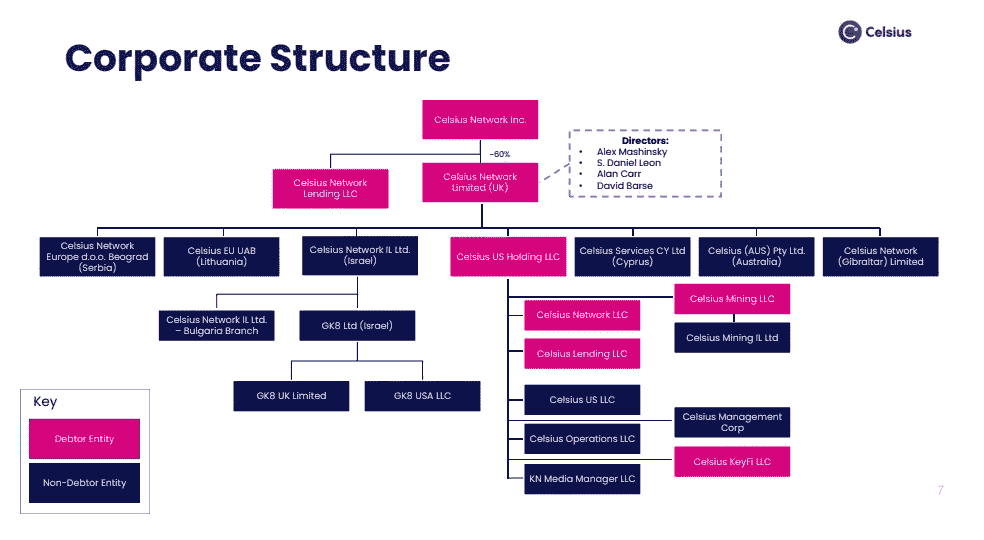 Celsius
Corporate Structure
Celsius Network Inc.
~60%
Directors:
• Alex Mashinsky
• S. Daniel Leon
• Alan Carr
• David Barse
Celsius Network
Lending LLC
Celsius Network
Limited (UK)
Celsius Network
Europe d.o.o. Beograd
(Serbia)
Celsius EU UAB
(Lithuania)
Celsius Network IL Ltd.
(Israel)
Celsius US Holding LLC
Celsius Services CY Ltd
(Cyprus)
Celsius (AUS) Pty Ltd.
(Australia)
Celsius Network
(Gibraltar) Limited
Celsius Network IL Ltd.
– Bulgaria Branch
GK8 Ltd (Israel)
GK8 UK Limited
GK8 USA LLC
Celsius Mining LLC
Celsius Network LLC
Celsius Mining IL Ltd
Celsius Lending LLC
Celsius US LLC
Celsius Management
Corp
Celsius Operations LLC
Celsius KeyFi LLC
KN Media Manager LLC
Key
Debtor Entity
Non-Debtor Entity
7